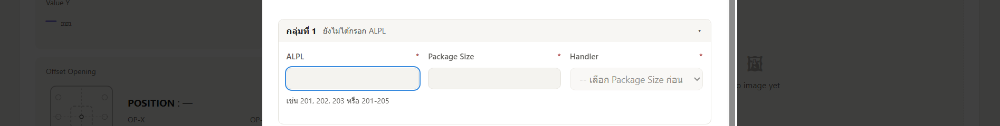 Value Y
mm
Offset Opening
POSITION : —
OP-X
OP-
กลุ่มที่ 1 ยังไม่ได้กรอก ALPL
ALPL * Package Size * Handler *
-- เลือก Package Size ก่อน
เช่น 201, 202, 203 หรือ 201-205
o image yet